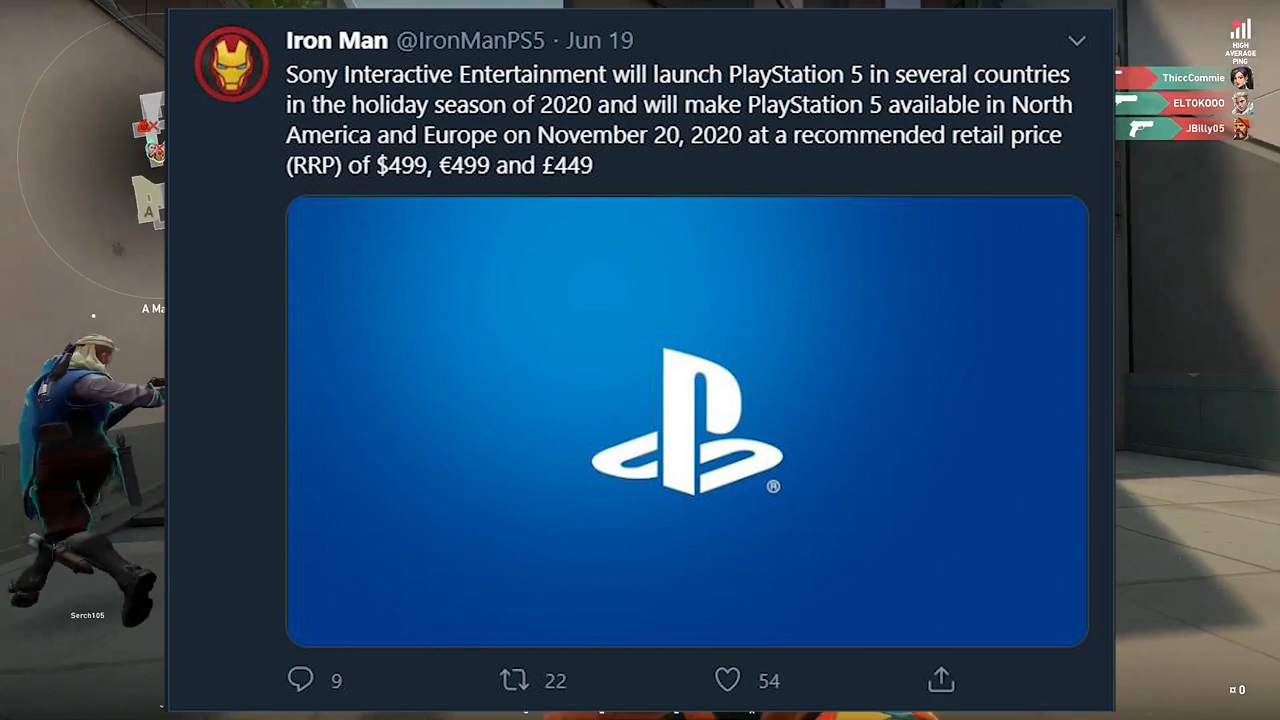 Iron Man @IronManPS5 · Jun 19
Sony Interactive Entertainment will launch PlayStation 5 in several countries
in the holiday season of 2020 and will make PlayStation 5 available in North
America and Europe on November 20, 2020 at a recommended retail price
(RRP) of $499, €499 and £449
®
9 22 54
HIGH
AVERAGE
PING
ThiccCommie
ELTOKOOO
JBilly05
A
A Ma
Serch105
¤ 0